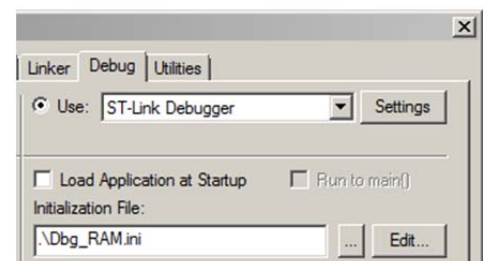 Linker Debug Utilities
Use: ST-Link Debugger Settings
Load Application at Startup Run to main()
Initialization File:
.\Dbg_RAM.ini ... Edit...